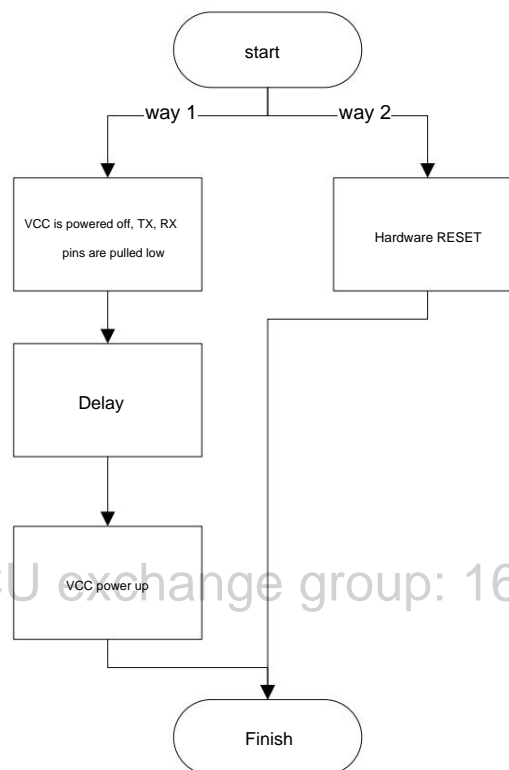 start
way 1
way 2
VCC is powered off, TX, RX
pins are pulled low
Hardware RESET
Delay
VCC power up
exchange group: 16
Finish